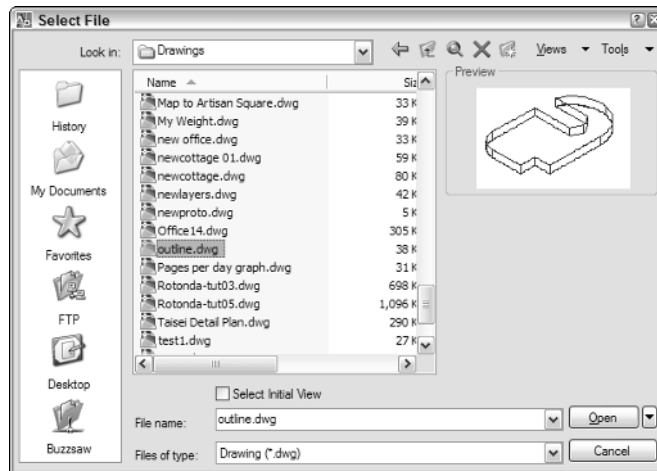 Select File
Look in: Drawings Views Tools
Name Siz Preview
Map to Artisan Square.dwg 33 K
My Weight.dwg 39 K
new office.dwg 33 K
newcottage 01.dwg 59 K
newcottage.dwg 80 K
newlayers.dwg 42 K
newproto.dwg 5 K
Office14.dwg 305 K
outline.dwg 38 K
Pages per day graph.dwg 31 K
Rotonda-tut03.dwg 698 K
Rotonda-tut05.dwg 1,096 K
Taisei Detail Plan.dwg 290 K
test1.dwg 27 K
History
My Documents
Favorites
FTP
Desktop
Buzzsaw
Select Initial View
File name: outline.dwg Open
Files of type: Drawing (*.dwg) Cancel